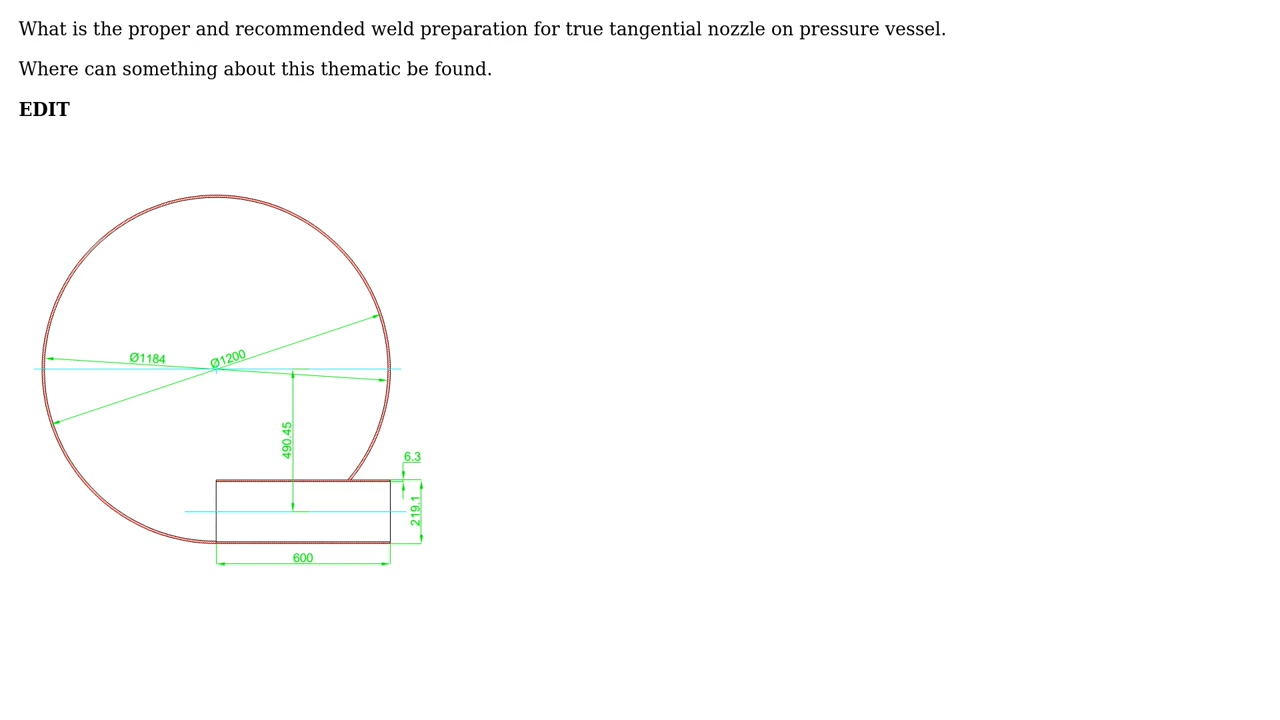 What is the proper and recommended weld preparation for true tangential nozzle on pressure vessel.
Where can something about this thematic be found.
EDIT
Ø1184
Ø1200
490.45
6.3
219.1
600